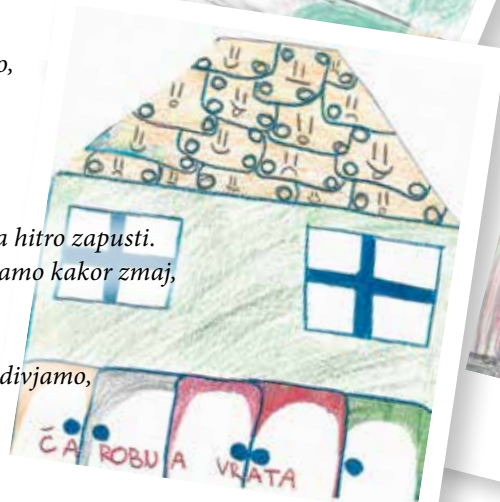 o,
a hitro zapusti.
amo kakor zmaj,
divjamo,
ČAROBNA VRATA